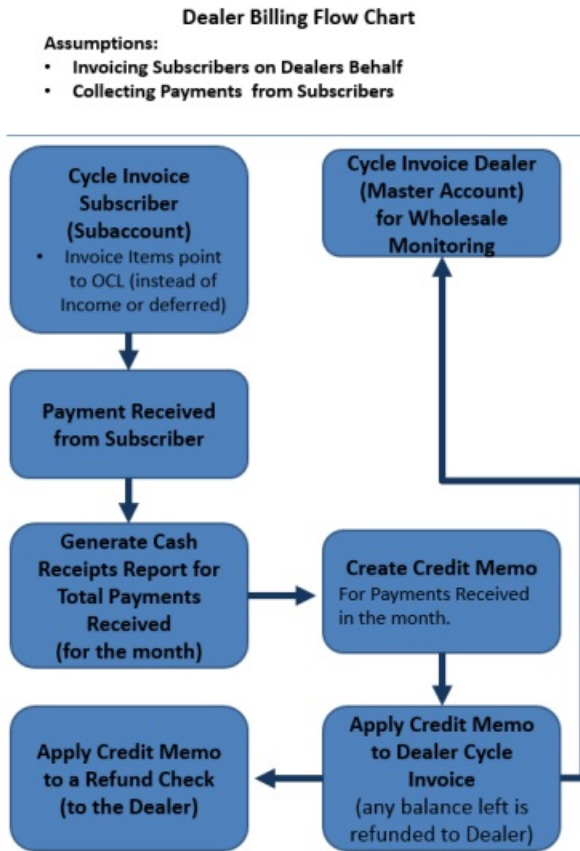 Dealer Billing Flow Chart
Assumptions:
• Invoicing Subscribers on Dealers Behalf
• Collecting Payments from Subscribers
Cycle Invoice
Subscriber
(Subaccount)
• Invoice Items point
to OCL (instead of
Income or deferred)
Cycle Invoice Dealer
(Master Account)
for Wholesale
Monitoring
Payment Received
from Subscriber
Generate Cash
Receipts Report for
Total Payments
Received
(for the month)
Create Credit Memo
For Payments Received
in the month.
Apply Credit Memo
to Dealer Cycle
Invoice
(any balance left is
refunded to Dealer)
Apply Credit Memo
to a Refund Check
(to the Dealer)